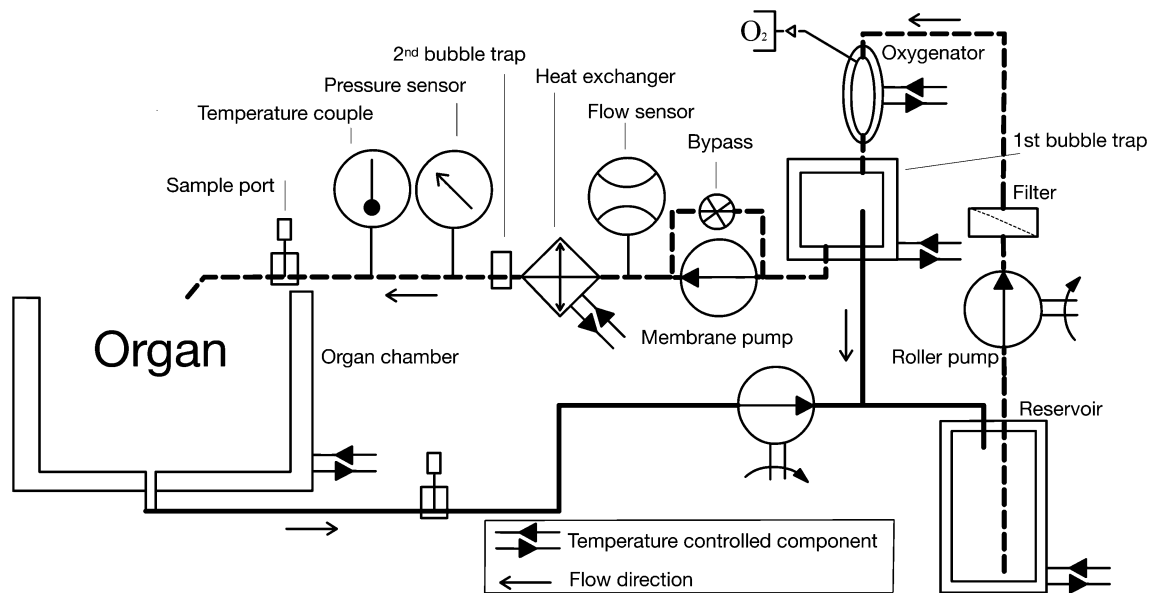 O2
Oxygenator
2nd bubble trap
Heat exchanger
Pressure sensor
Flow sensor
Temperature couple
Bypass
1st bubble trap
Sample port
Filter
Membrane pump
Organ
Organ chamber
Roller pump
Reservoir
Temperature controlled component
Flow direction